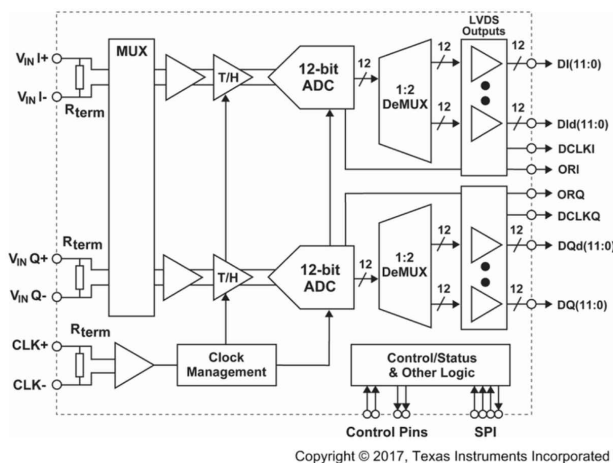 LVDS
Outputs
MUX
VIN I+
VIN I-
Rterm
T/H
12-bit
ADC
12
1:2
DeMUX
12
12
12
12
DI(11:0)
DId(11:0)
DCLKI
ORI
ORQ
DCLKQ
VIN Q+
VIN Q-
Rterm
T/H
12-bit
ADC
12
1:2
DeMUX
12
12
12
12
DQd(11:0)
DQ(11:0)
CLK+
CLK-
Rterm
Clock
Management
Control/Status
& Other Logic
Control Pins
SPI
Copyright © 2017, Texas Instruments Incorporated